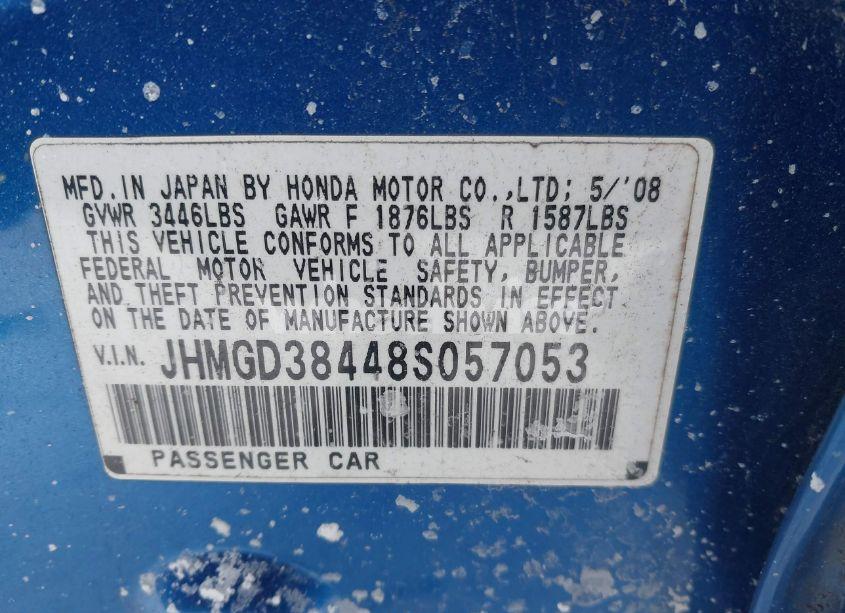 MFD. IN JAPAN BY HONDA MOTOR CO.,LTD; 5/'08
GVWR 3446LBS GAWR F 1876LBS R 1587LBS
THIS VEHICLE CONFORMS TO ALL APPLICABLE
FEDERAL MOTOR VEHICLE SAFETY, BUMPER,
AND THEFT PREVENTION STANDARDS IN EFFECT
ON THE DATE OF MANUFACTURE SHOWN ABOVE.
V.I.N. JHMGD38448S057053
PASSENGER CAR